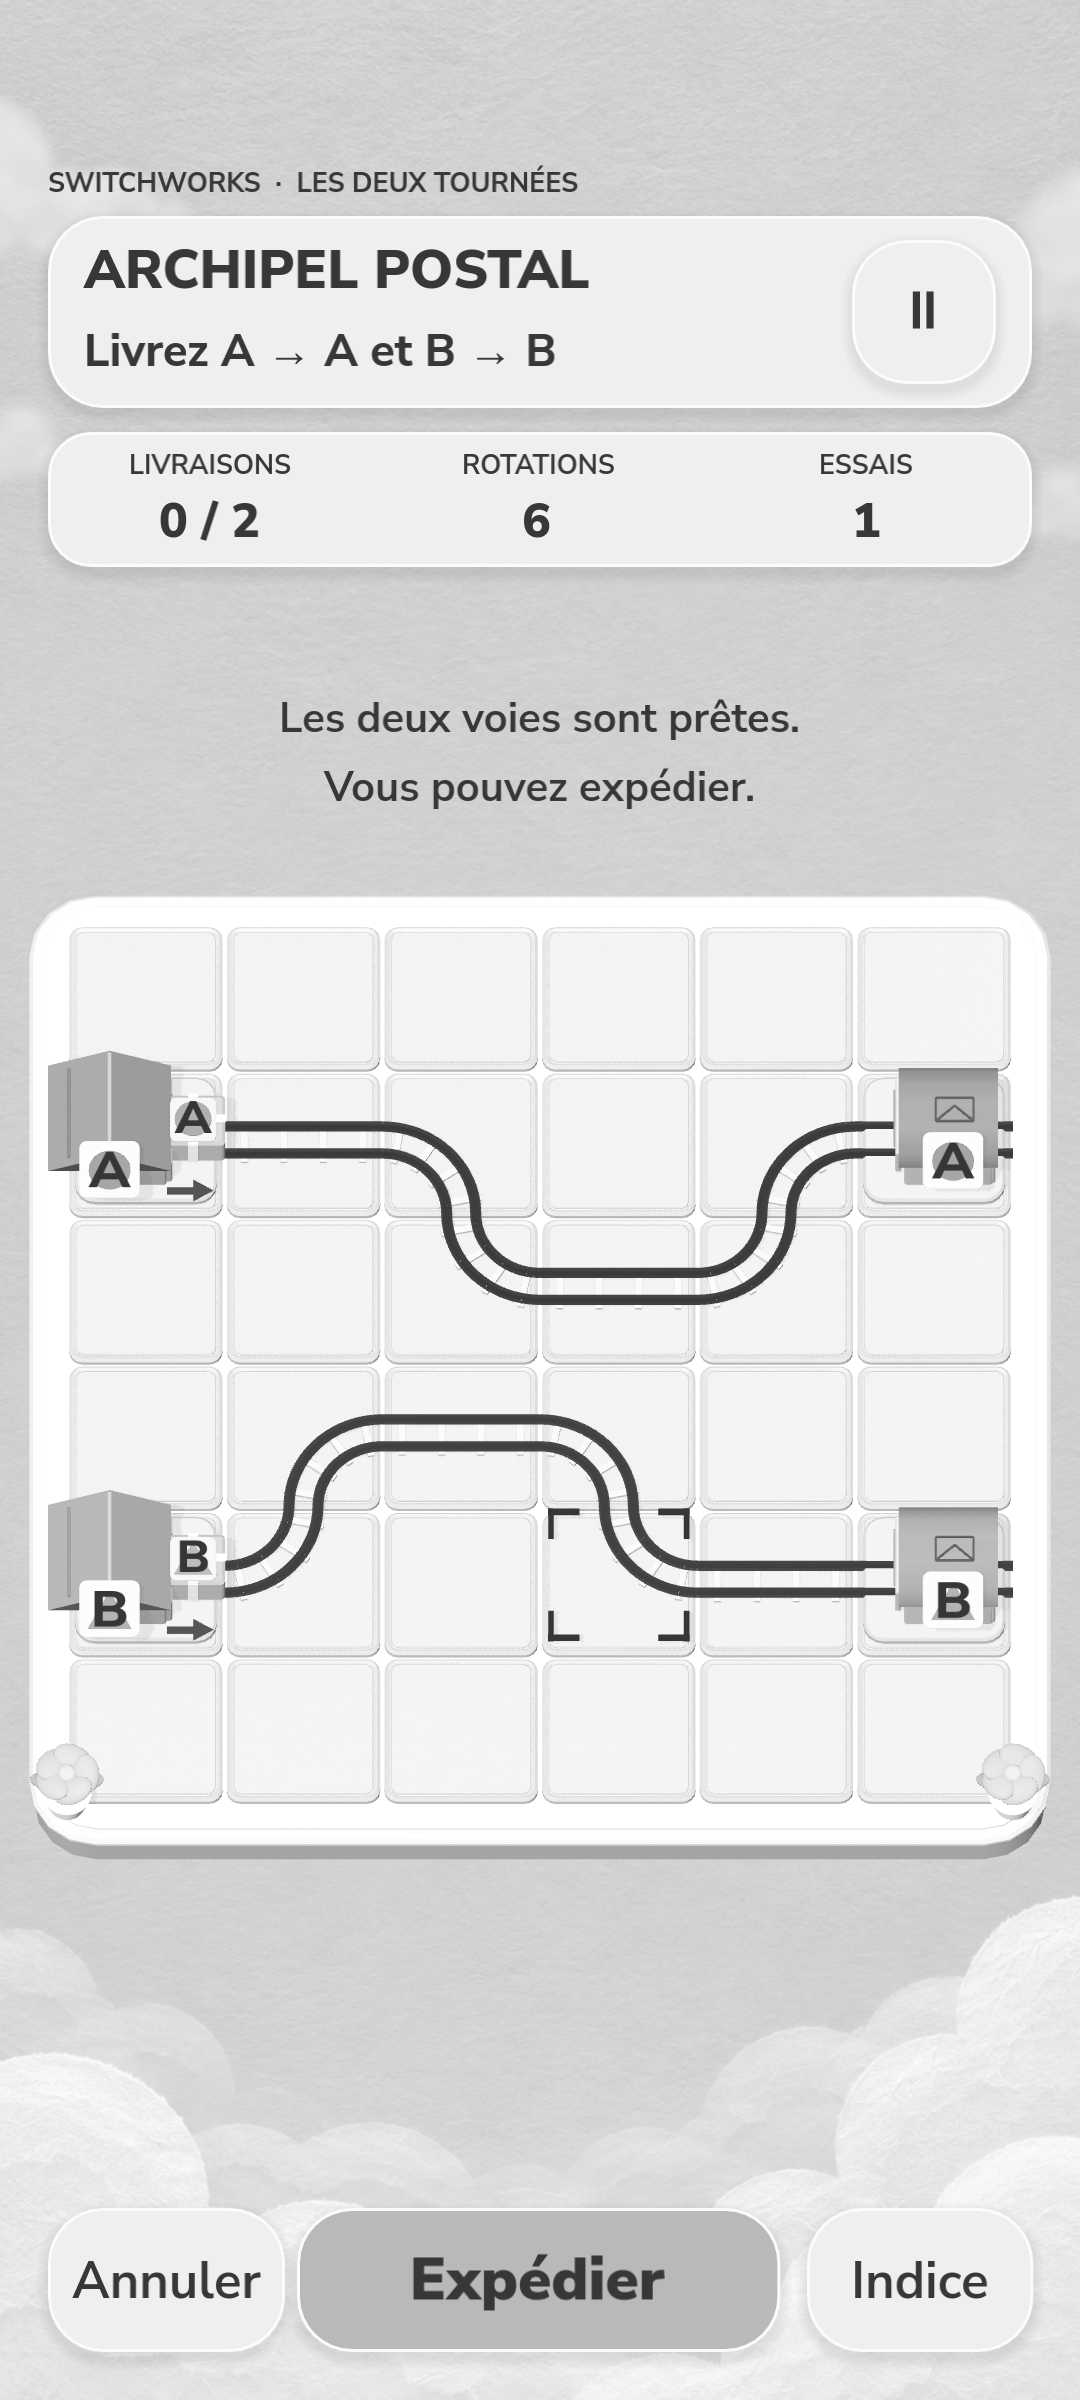 SWITCHWORKS · LES DEUX TOURNÉES
ARCHIPEL POSTAL
Livrez A → A et B → B
II
LIVRAISONS ROTATIONS ESSAIS
0 / 2 6 1
Les deux voies sont prêtes.
Vous pouvez expédier.
A
A
A
B
B
B
Annuler Expédier Indice